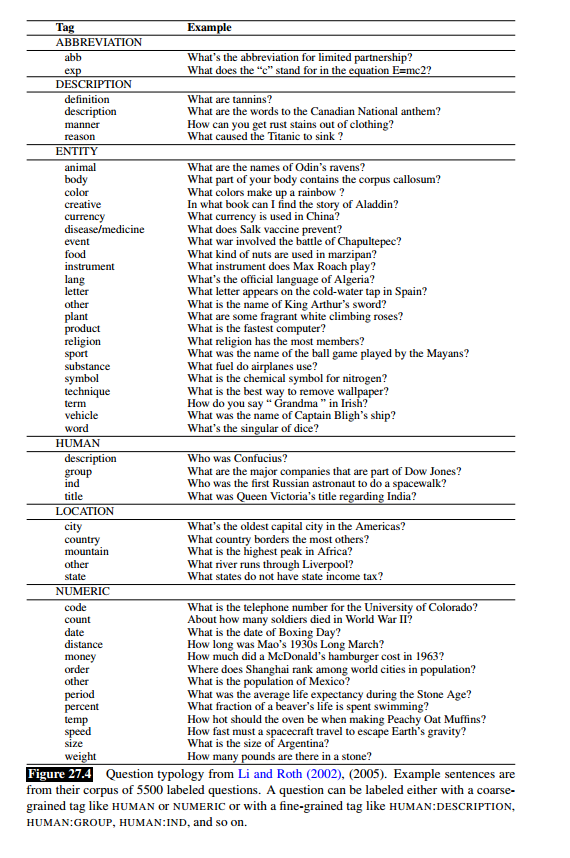 Tag Example
ABBREVIATION
abb What's the abbreviation for limited partnership?
exp What does the “c” stand for in the equation E=mc2?
DESCRIPTION
definition What are tannins?
description What are the words to the Canadian National anthem?
manner How can you get rust stains out of clothing?
reason What caused the Titanic to sink ?
ENTITY
animal What are the names of Odin's ravens?
body What part of your body contains the corpus callosum?
color What colors make up a rainbow ?
creative In what book can I find the story of Aladdin?
currency What currency is used in China?
disease/medicine What does Salk vaccine prevent?
event What war involved the battle of Chapultepec?
food What kind of nuts are used in marzipan?
instrument What instrument does Max Roach play?
lang What's the official language of Algeria?
letter What letter appears on the cold-water tap in Spain?
other What is the name of King Arthur's sword?
plant What are some fragrant white climbing roses?
product What is the fastest computer?
religion What religion has the most members?
sport What was the name of the ball game played by the Mayans?
substance What fuel do airplanes use?
symbol What is the chemical symbol for nitrogen?
technique What is the best way to remove wallpaper?
term How do you say “ Grandma ” in Irish?
vehicle What was the name of Captain Bligh's ship?
word What's the singular of dice?
HUMAN
description Who was Confucius?
group What are the major companies that are part of Dow Jones?
ind Who was the first Russian astronaut to do a spacewalk?
title What was Queen Victoria's title regarding India?
LOCATION
city What's the oldest capital city in the Americas?
country What country borders the most others?
mountain What is the highest peak in Africa?
other What river runs through Liverpool?
state What states do not have state income tax?
NUMERIC
code What is the telephone number for the University of Colorado?
count About how many soldiers died in World War II?
date What is the date of Boxing Day?
distance How long was Mao's 1930s Long March?
money How much did a McDonald's hamburger cost in 1963?
order Where does Shanghai rank among world cities in population?
other What is the population of Mexico?
period What was the average life expectancy during the Stone Age?
percent What fraction of a beaver's life is spent swimming?
temp How hot should the oven be when making Peachy Oat Muffins?
speed How fast must a spacecraft travel to escape Earth's gravity?
size What is the size of Argentina?
weight How many pounds are there in a stone?
Figure 27.4 Question typology from Li and Roth (2002), (2005). Example sentences are
from their corpus of 5500 labeled questions. A question can be labeled either with a coarse-
grained tag like HUMAN or NUMERIC or with a fine-grained tag like HUMAN:DESCRIPTION,
HUMAN:GROUP, HUMAN:IND, and so on.